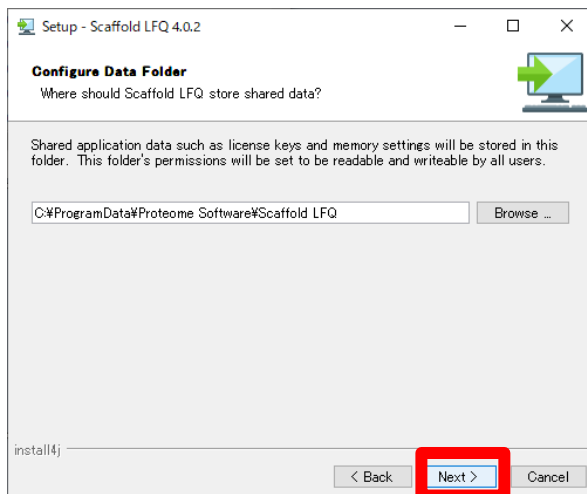 Setup - Scaffold LFQ 4.0.2
Configure Data Folder
Where should Scaffold LFQ store shared data?
Shared application data such as license keys and memory settings will be stored in this
folder. This folder's permissions will be set to be readable and writeable by all users.
C:¥ProgramData¥Proteome Software¥Scaffold LFQ
Browse ...
install4j
< Back
Next >
Cancel